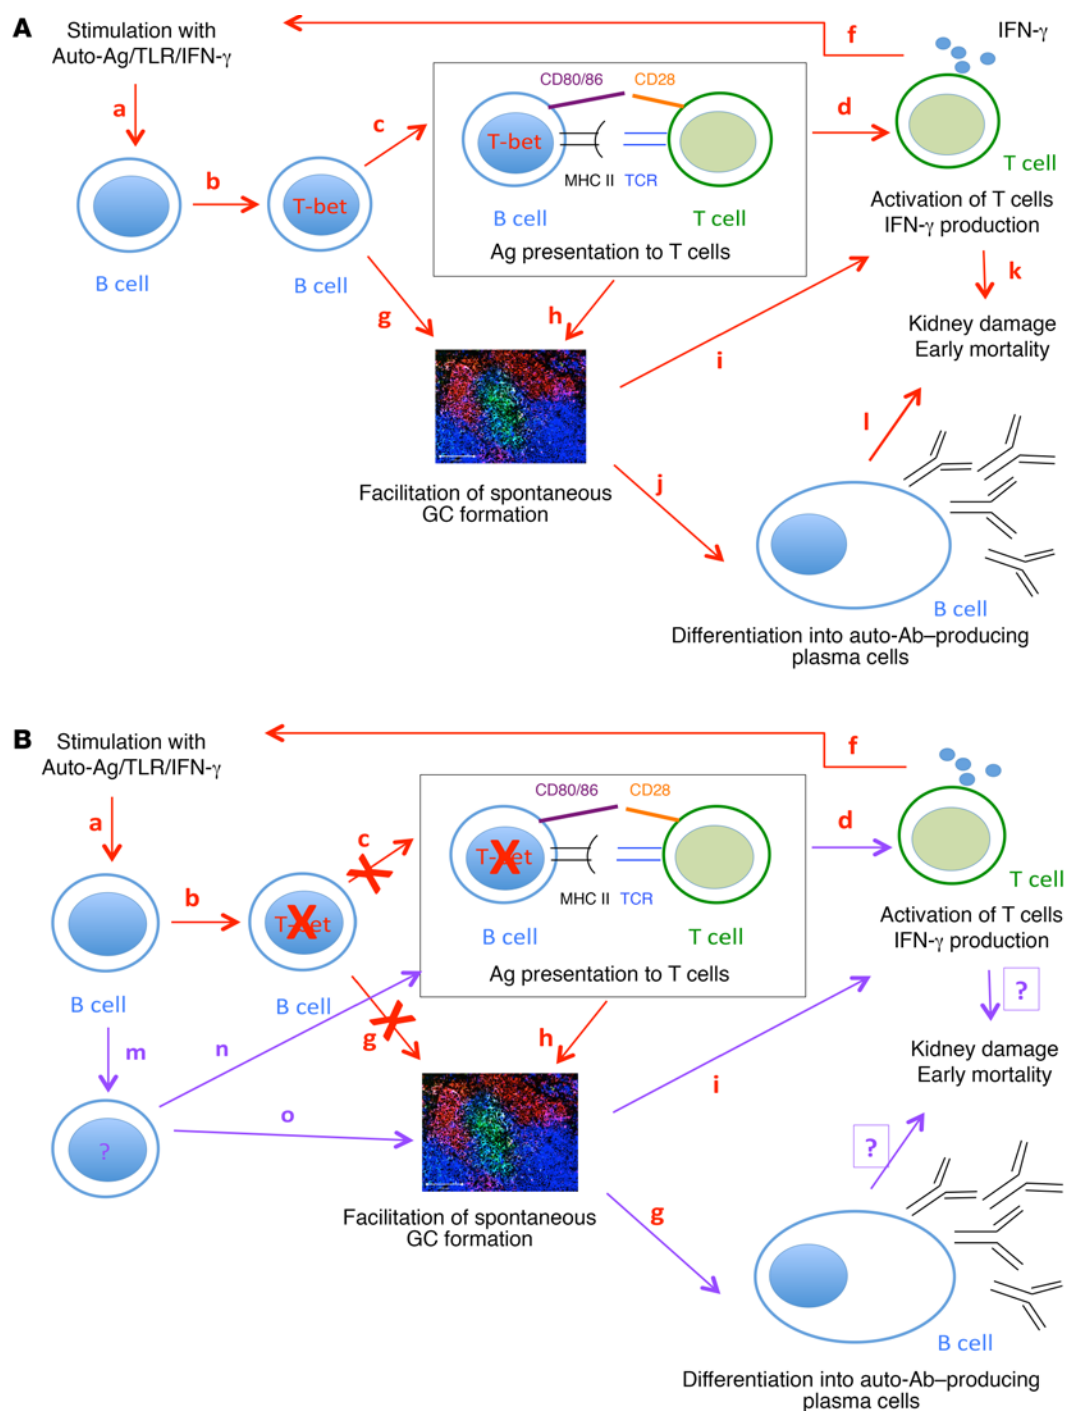 A
Stimulation with
Auto-Ag/TLR/IFN-γ
f
IFN-γ
a
CD80/86 CD28
c
T-bet
d
MHC II TCR
T cell
b
T-bet
B cell T cell
Ag presentation to T cells
Activation of T cells
IFN-γ production
B cell
B cell
k
g
h
Kidney damage
Early mortality
i
l
Facilitation of spontaneous
GC formation
j
B cell
Differentiation into auto-Ab–producing
plasma cells
B
Stimulation with
Auto-Ag/TLR/IFN-γ
f
CD80/86 CD28
a
c
X
d
T-bet
X
MHC II TCR
T cell
b
T-bet
X
B cell T cell
Activation of T cells
IFN-γ production
Ag presentation to T cells
B cell
B cell
?
X
g
h
m
n
Kidney damage
Early mortality
i
o
?
?
Facilitation of spontaneous
GC formation
g
B cell
Differentiation into auto-Ab–producing
plasma cells